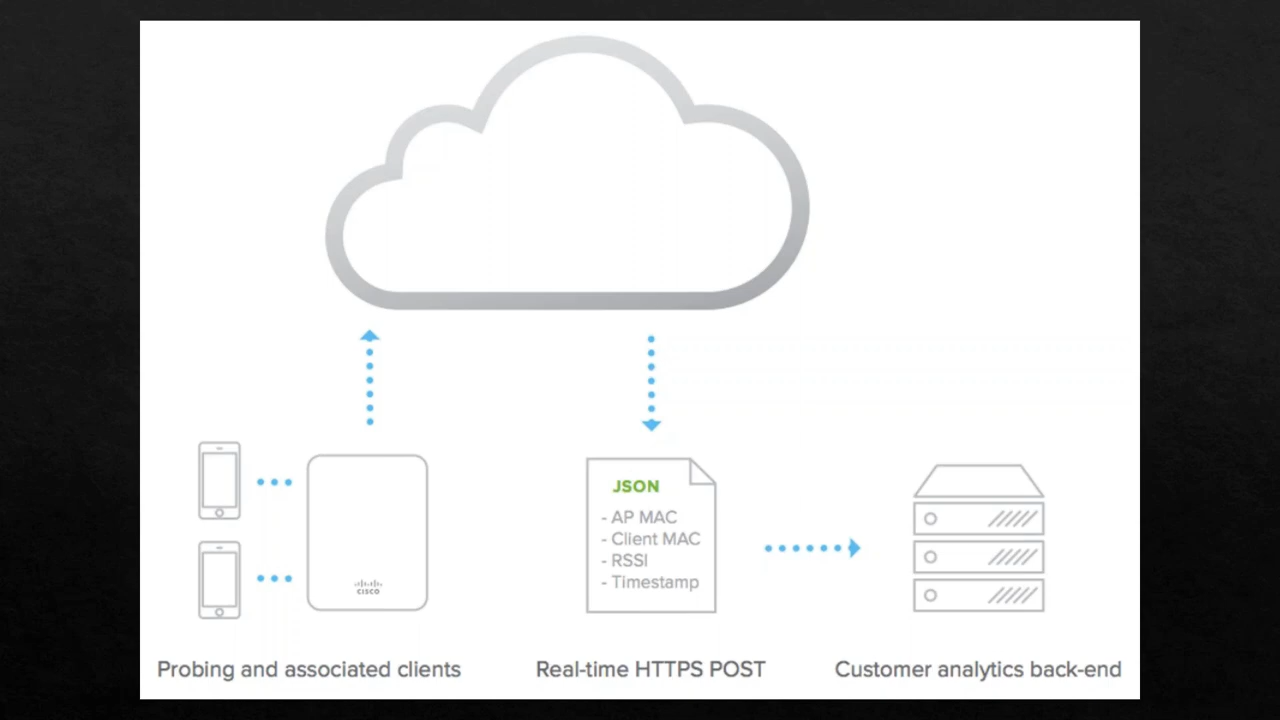 JSON
- AP MAC
- Client MAC
- RSSI
- Timestamp
CISCO
Probing and associated clients
Real-time HTTPS POST
Customer analytics back-end